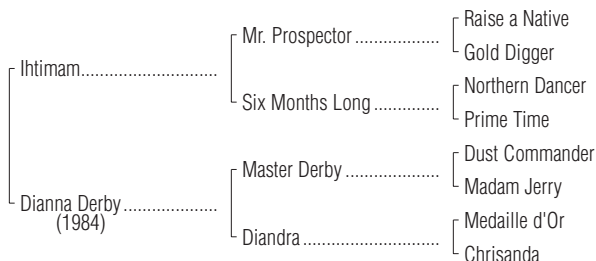 Raise a Native
Mr. Prospector ..................
Gold Digger
Ihtimam.............................
Northern Dancer
Six Months Long ..............
Prime Time
Dust Commander
Master Derby ....................
Madam Jerry
Dianna Derby ....................
(1984)
Medaille d'Or
Diandra .............................
Chrisanda